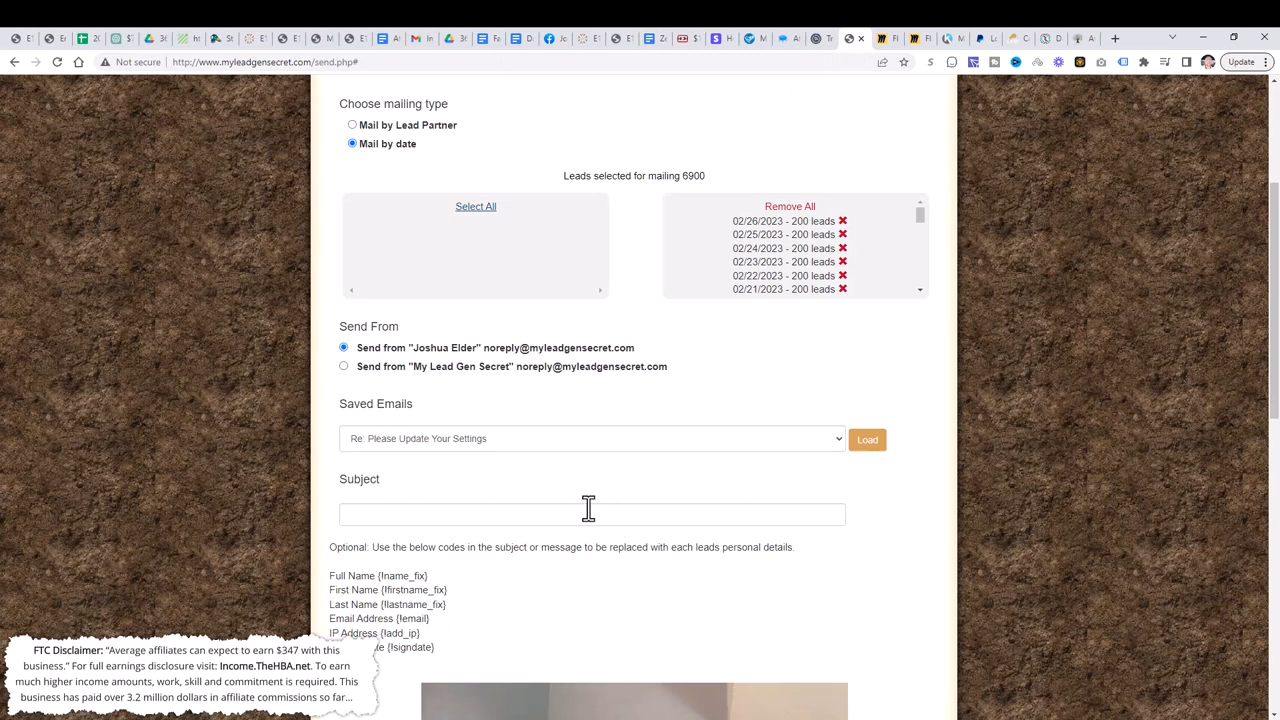 Not secure
http://www.myleadgensecret.com/send.php#
Update
Choose mailing type
Mail by Lead Partner
Mail by date
Leads selected for mailing 6900
Select All
Remove All
02/26/2023 - 200 leads
02/25/2023 - 200 leads
02/24/2023 - 200 leads
02/23/2023 - 200 leads
02/22/2023 - 200 leads
02/21/2023 - 200 leads
Send From
Send from "Joshua Elder" noreply@myleadgensecret.com
Send from "My Lead Gen Secret" noreply@myleadgensecret.com
Saved Emails
Re: Please Update Your Settings
Load
Subject
Optional: Use the below codes in the subject or message to be replaced with each leads personal details.
Full Name {!name_fix}
First Name {!firstname_fix}
Last Name {!lastname_fix}
Email Address {!email}
IP Address {!add_ip}
{!signdate}
FTC Disclaimer: "Average affiliates can expect to earn $347 with this
business." For full earnings disclosure visit: Income.TheHBA.net. To earn
much higher income amounts, work, skill and commitment is required. This
business has paid over 3.2 million dollars in affiliate commissions so far...